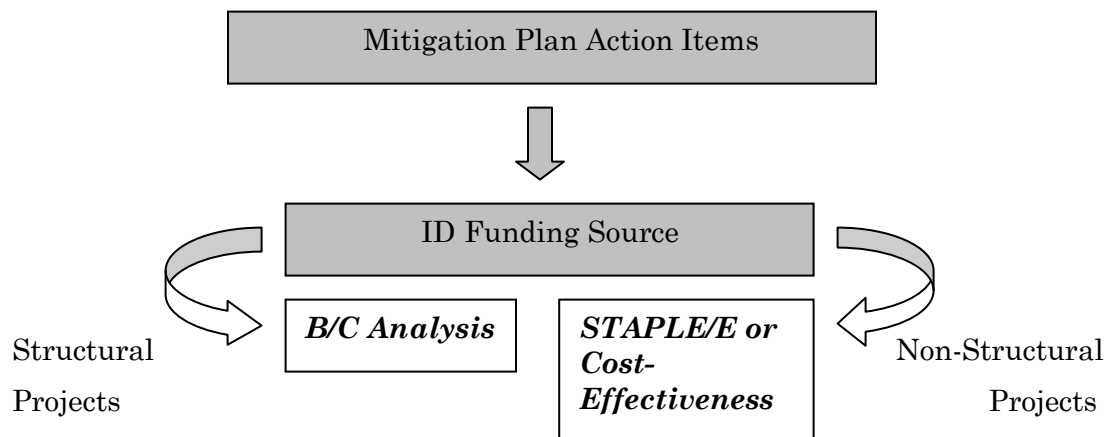 Mitigation Plan Action Items
ID Funding Source
B/C Analysis
STAPLE/E or
Cost-
Effectiveness
Structural
Projects
Non-Structural
Projects